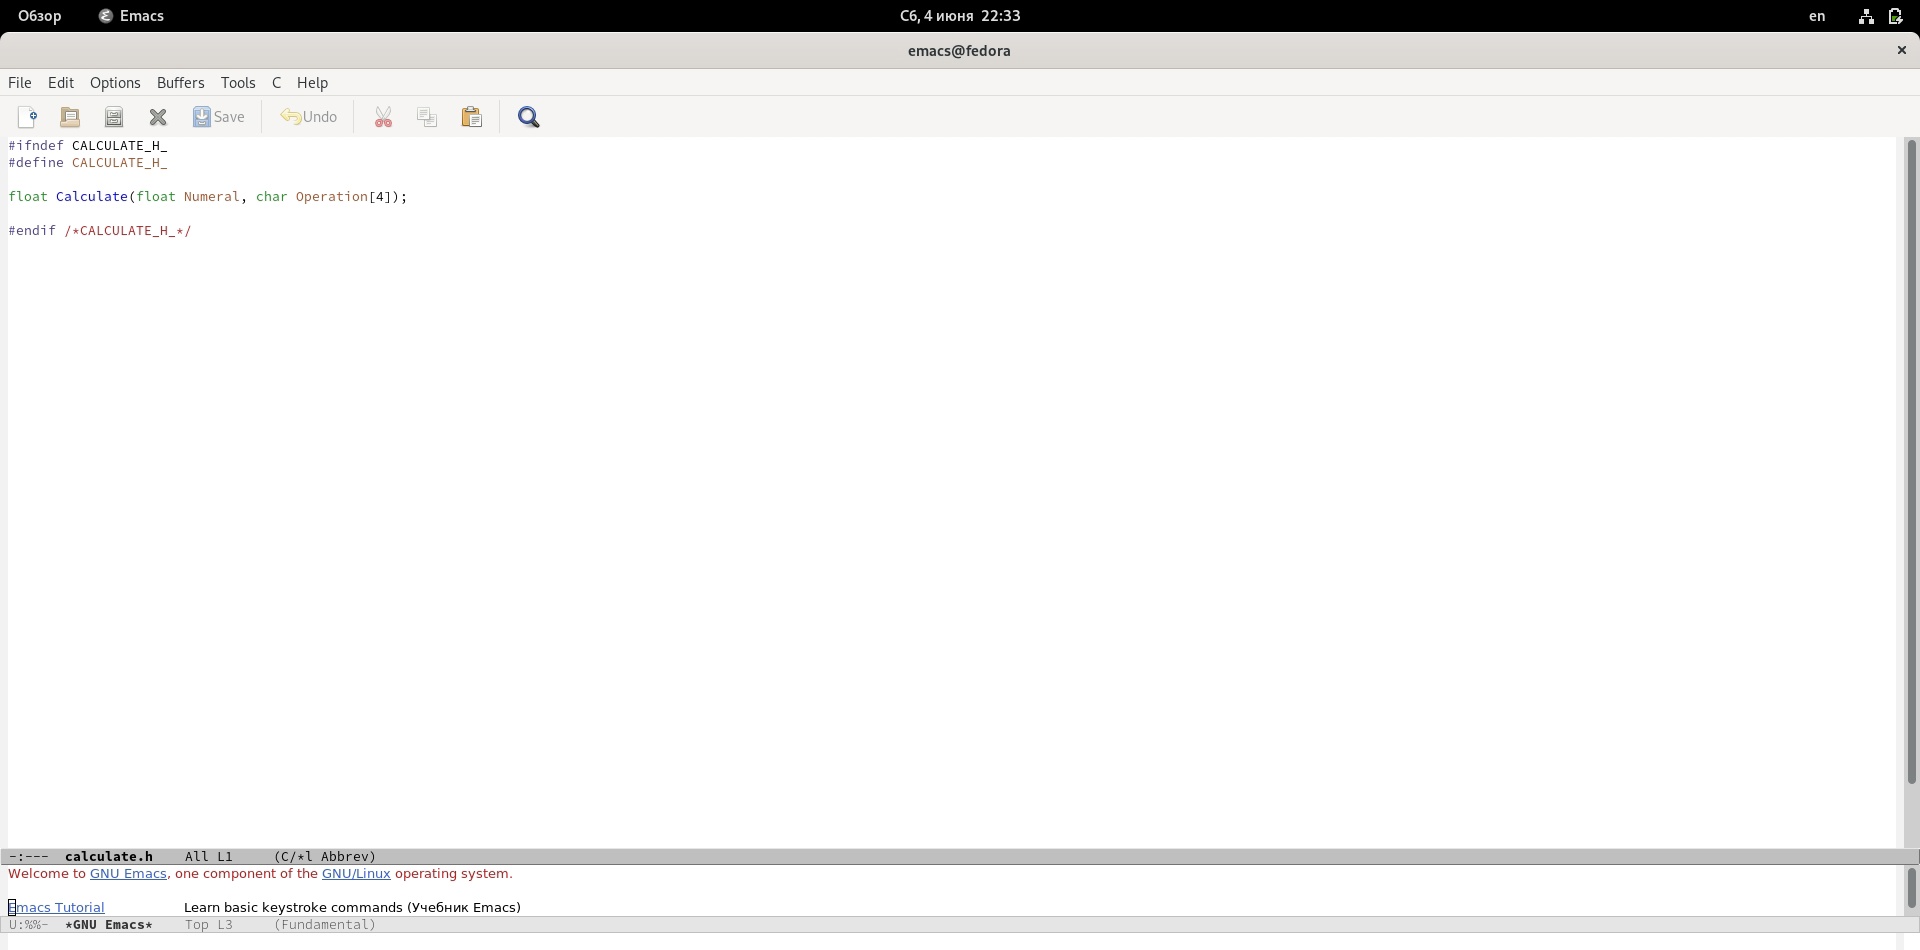 Обзор Emacs Сб, 4 июня 22:33 en
emacs@fedora ×
File Edit Options Buffers Tools C Help
Save Undo
#ifndef CALCULATE_H_
#define CALCULATE_H_
float Calculate(float Numeral, char Operation[4]);
#endif /*CALCULATE_H_*/
-:--- calculate.h All L1 (C/*l Abbrev)
Welcome to GNU Emacs, one component of the GNU/Linux operating system.
Emacs Tutorial Learn basic keystroke commands (Учебник Emacs)
U:%%- *GNU Emacs* Top L3 (Fundamental)